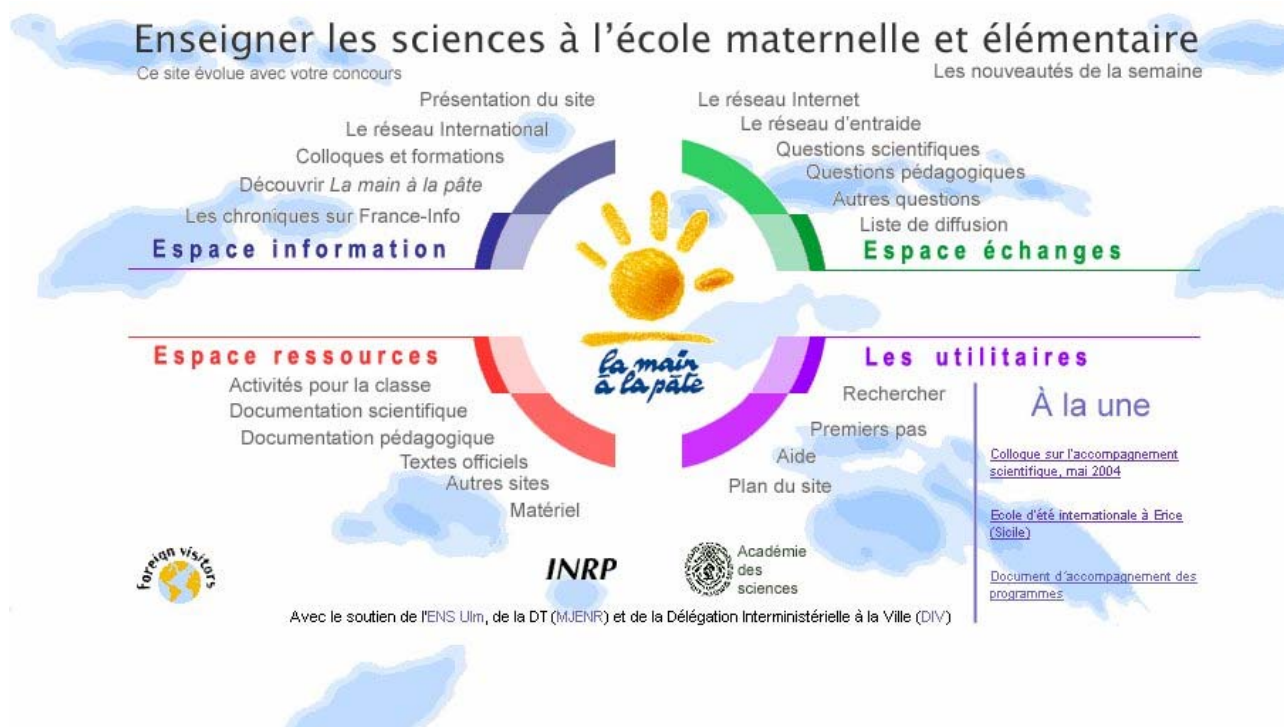 Enseigner les sciences à l'école maternelle et élémentaire
Ce site évolue avec votre concours
Les nouveautés de la semaine
Présentation du site
Le réseau International
Colloques et formations
Découvrir La main à la pâte
Les chroniques sur France-Info
Espace information
Le réseau Internet
Le réseau d'entraide
Questions scientifiques
Questions pédagogiques
Autres questions
Liste de diffusion
Espace échanges
la main
à la pâte
Espace ressources
Activités pour la classe
Documentation scientifique
Documentation pédagogique
Textes officiels
Autres sites
Matériel
Les utilitaires
Rechercher
Premiers pas
Aide
Plan du site
À la une
Colloque sur l'accompagnement
scientifique, mai 2004
Ecole d'été internationale à Erice
(Sicile)
Document d´accompagnement des
programmes
Foreign visitors
INRP
Académie
des
sciences
Avec le soutien de l'ENS Ulm, de la DT (MJENR) et de la Délégation Interministérielle à la Ville (DIV)